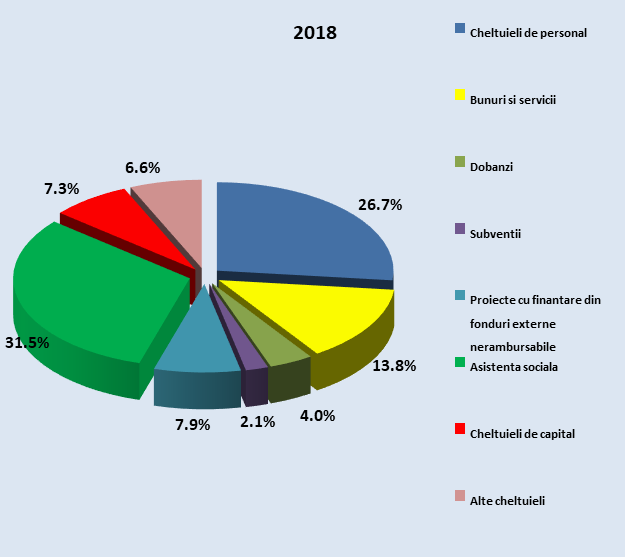 2018
Cheltuieli de personal
Bunuri si servicii
Dobanzi
Subventii
Proiecte cu finantare din
fonduri externe
nerambursabile
Asistenta sociala
Cheltuieli de capital
Alte cheltuieli
26.7%
13.8%
4.0%
2.1%
7.9%
31.5%
7.3%
6.6%